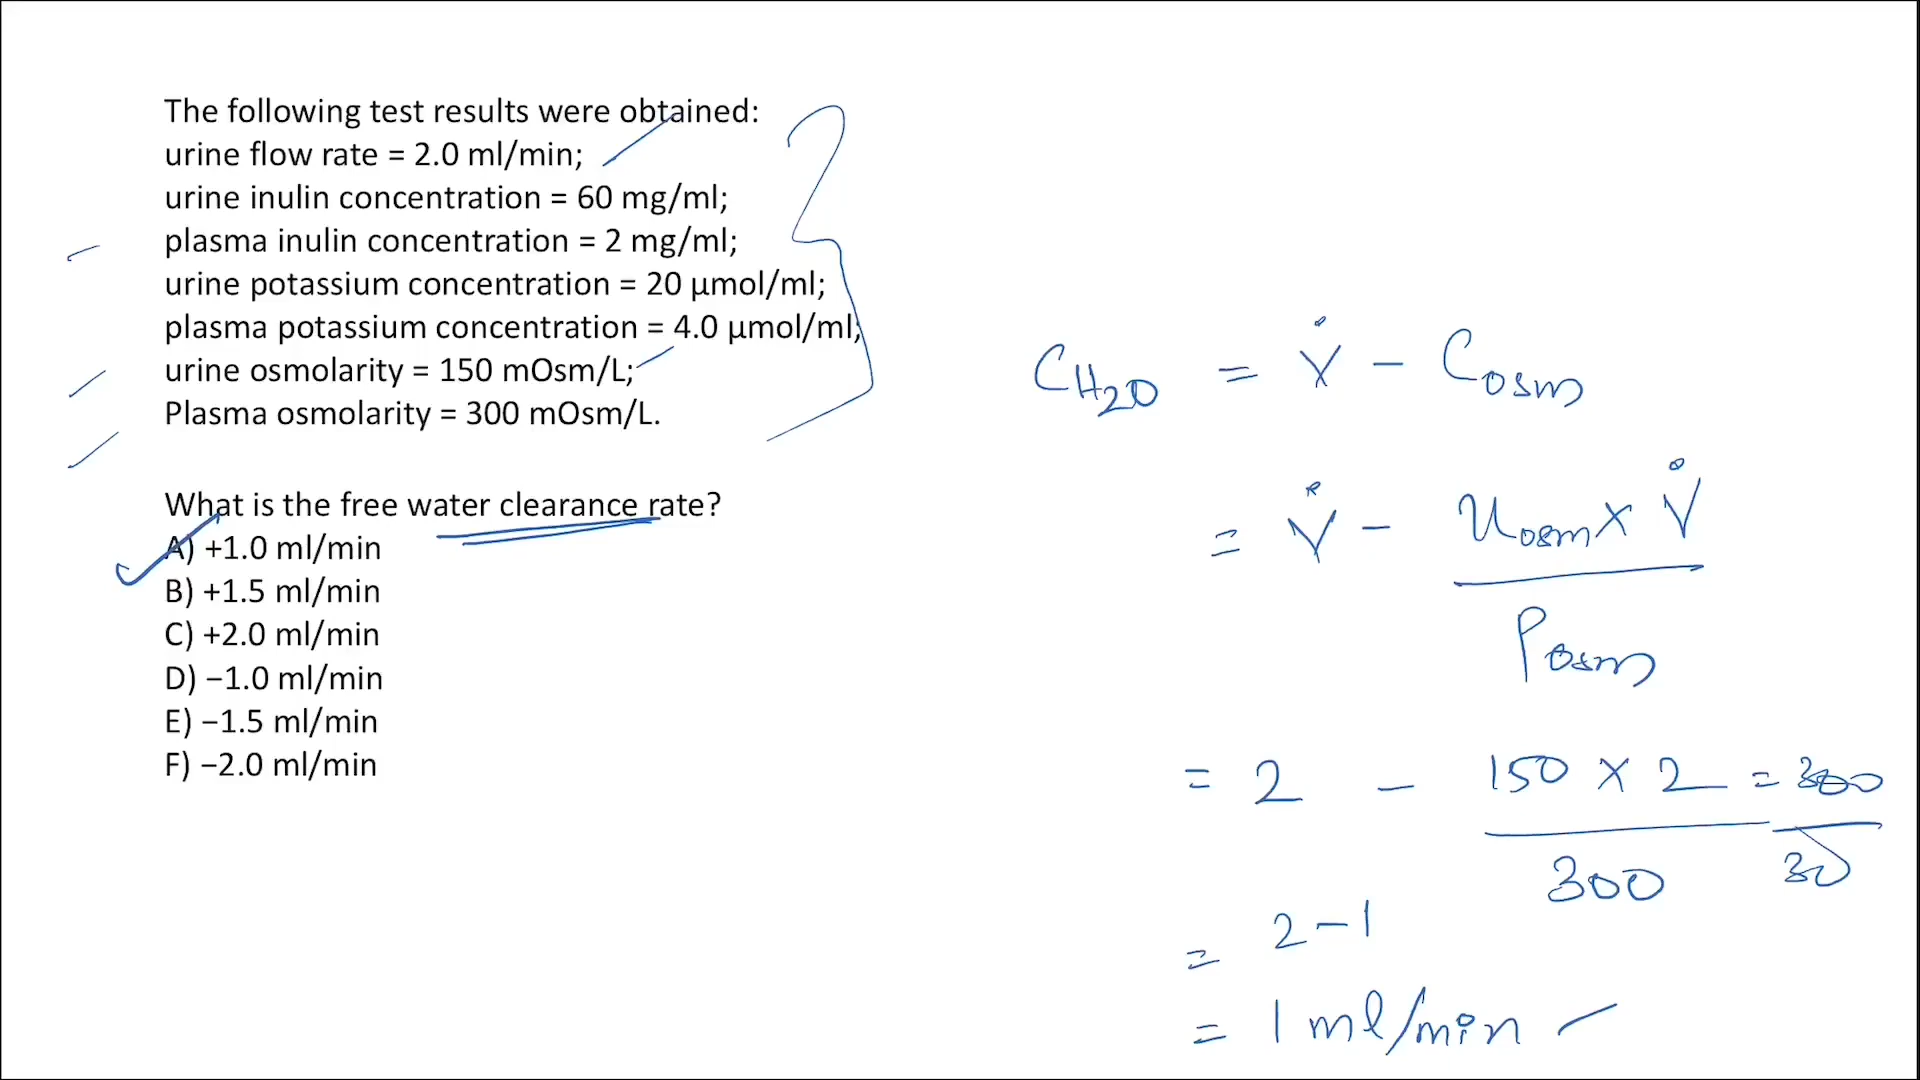 The following test results were obtained:
urine flow rate = 2.0 ml/min;
urine inulin concentration = 60 mg/ml;
plasma inulin concentration = 2 mg/ml;
urine potassium concentration = 20 μmol/ml;
plasma potassium concentration = 4.0 μmol/ml;
urine osmolarity = 150 mOsm/L;
Plasma osmolarity = 300 mOsm/L.
What is the free water clearance rate?
A) +1.0 ml/min
B) +1.5 ml/min
C) +2.0 ml/min
D) −1.0 ml/min
E) −1.5 ml/min
F) −2.0 ml/min
CH2O = V̇ − Cosm
= V̇ − Uosm x V̇
Posm
= 2 − 150 x 2 = 300
300 30
= 2 − 1
= 1 ml/min